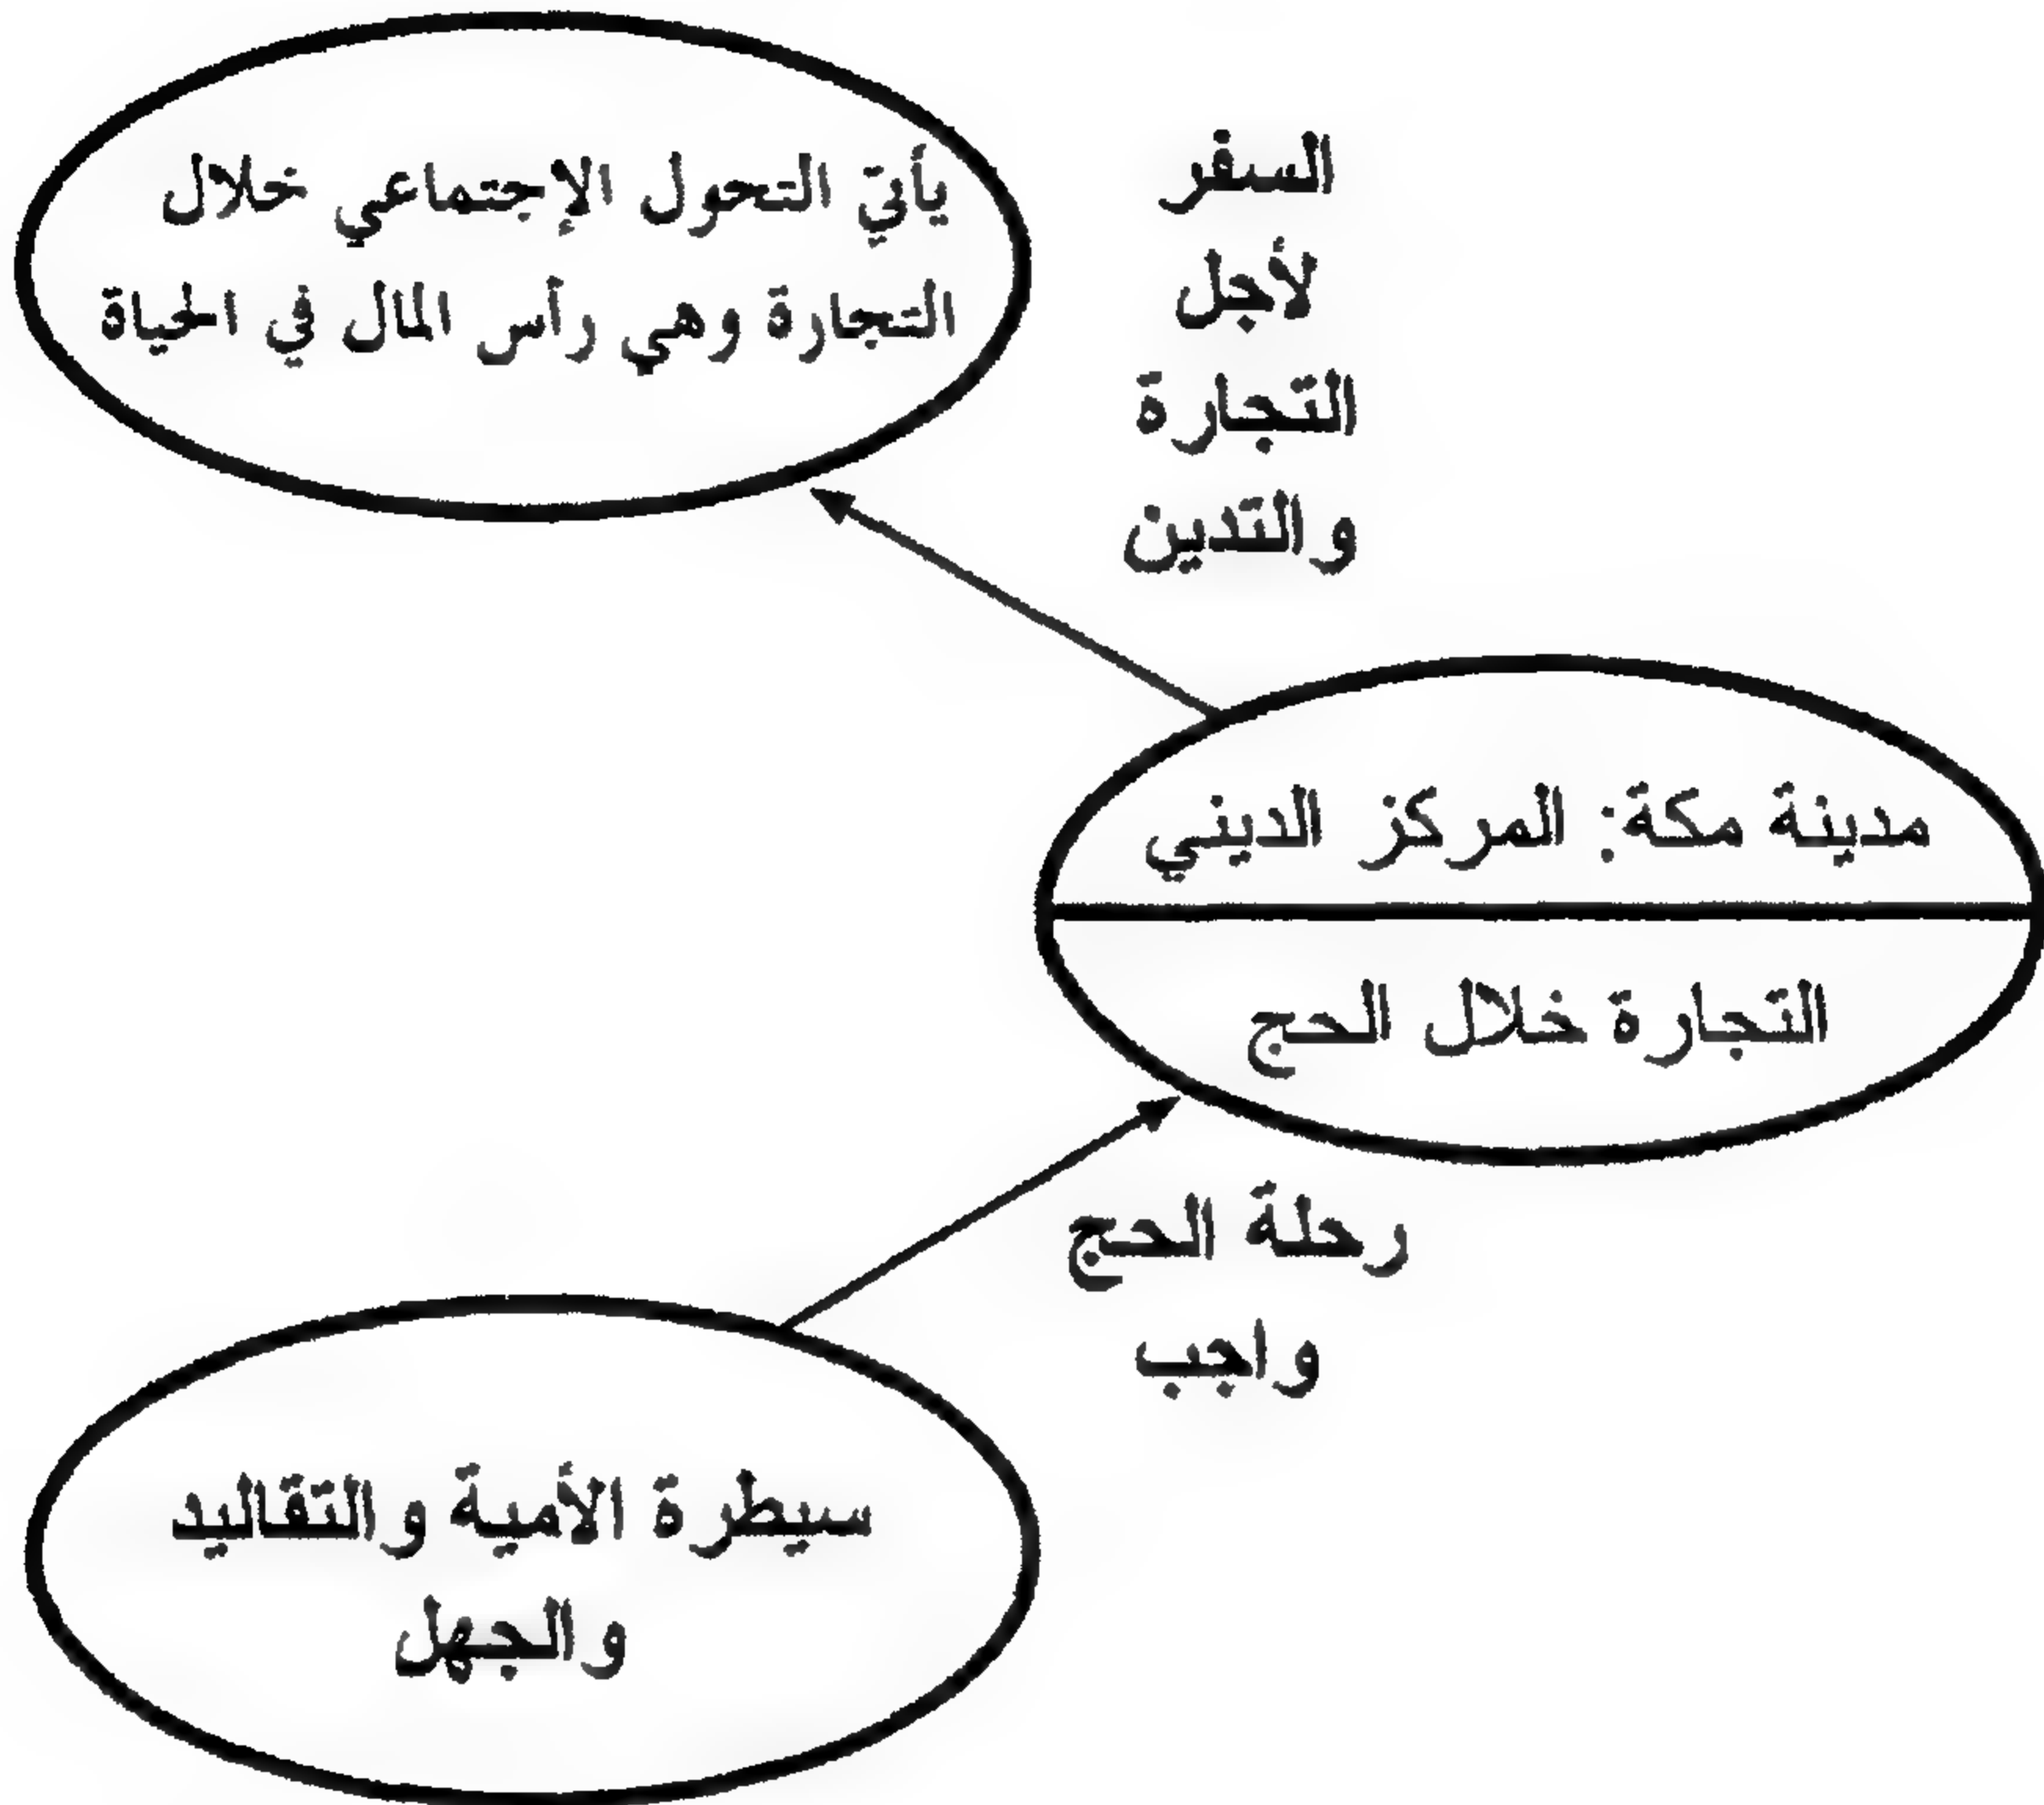 يأتي التحول الإجتماعي خلال
التجارة وهي رأس المال في الحياة
السفر
لأجل
التجارة
والتدين
مدينة مكة: المركز الديني
التجارة خلال الحج
رحلة الحج
واجب
سيطرة الأمية والتقاليد
والجهل